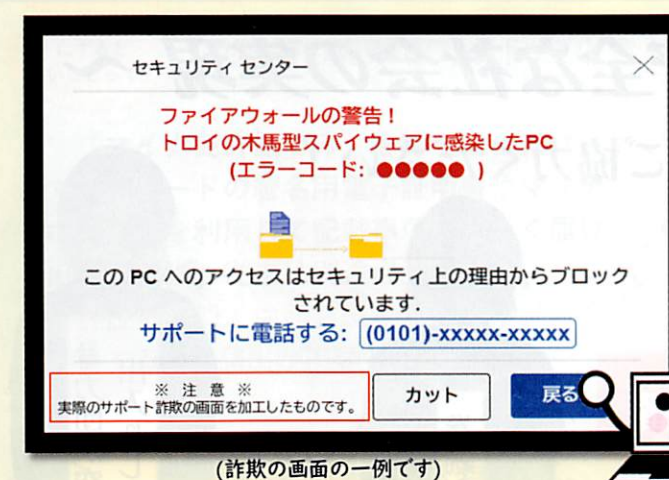 セキュリティ センター
ファイアウォールの警告！
トロイの木馬型スパイウェアに感染したPC
(エラーコード: ●●●●● )
この PC へのアクセスはセキュリティ上の理由からブロック
されています.
サポートに電話する: (0101)-xxxxx-xxxxx
※ 注 意 ※
実際のサポート詐欺の画面を加工したものです。
カット
戻る
(詐欺の画面の一例です)